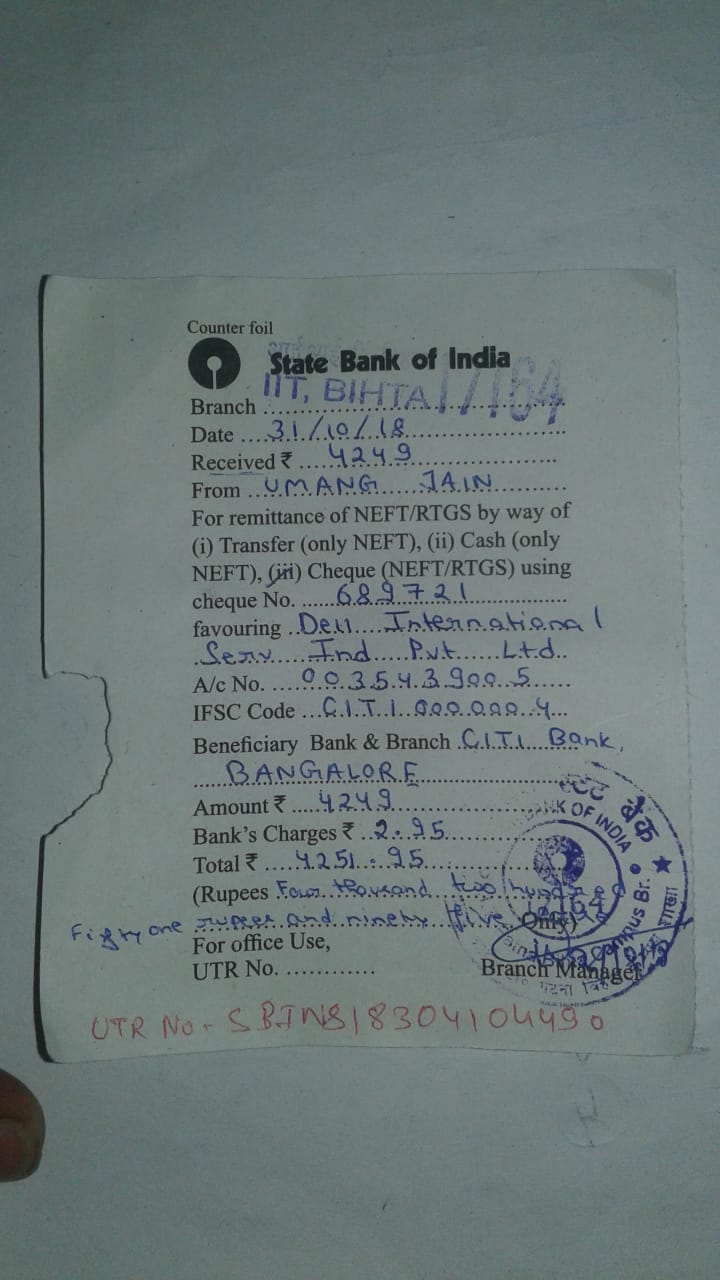 Counter foil
State Bank of India
IIT, BIHTA 17164
Branch
Date 31/10/18
Received ₹ 4249
From UMANG JAIN
For remittance of NEFT/RTGS by way of
(i) Transfer (only NEFT), (ii) Cash (only
NEFT), (iii) Cheque (NEFT/RTGS) using
cheque No. 689721
favouring Dell International
Serv Ind Pvt Ltd.
A/c No. 0035439005
IFSC Code CITI0000004
Beneficiary Bank & Branch CITI Bank,
BANGALORE
Amount ₹ 4249
Bank's Charges ₹ 2.95
Total ₹ 4251.95
(Rupees Four thousand two hundred
Fifty one rupees and ninety five Only)
For office Use,
UTR No.
Branch Manager
BANK OF INDIA
बैंक
Campus Br.
UTR No- SBIN818304104490